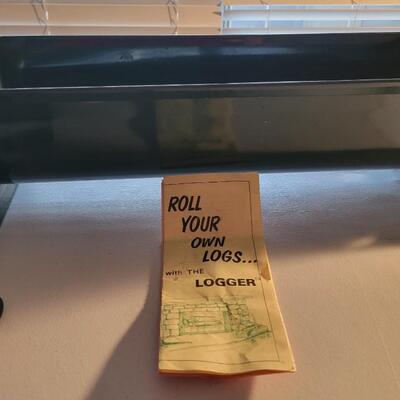 ROLL
YOUR
OWN
LOGS...
with THE
LOGGER